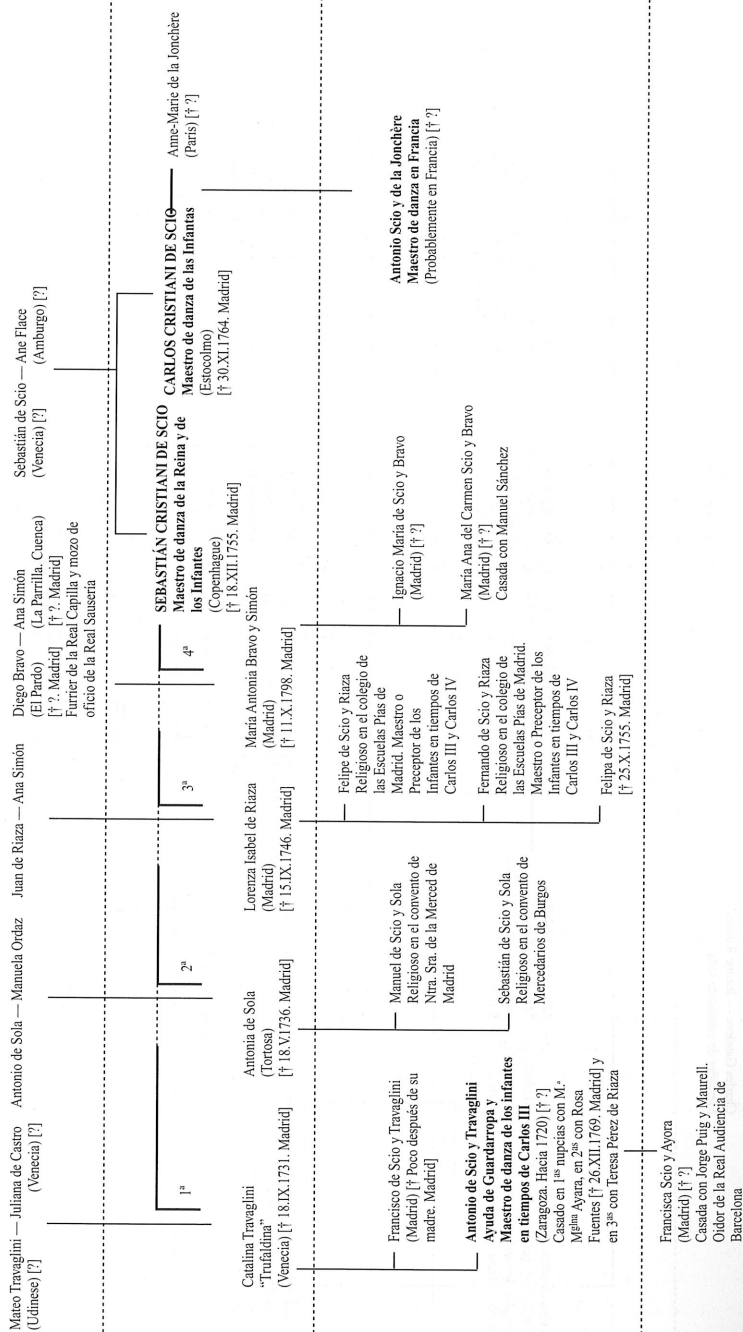 Mateo Travaglini — Juliana de Castro
(Udinese) [?] (Venecia) [?]
Antonio de Sola — Manuela Ordaz
Juan de Riaza — Ana Simón
Diego Bravo — Ana Simón
(El Pardo) (La Parrilla. Cuenca)
[† ?. Madrid] [† ?. Madrid]
Furrier de la Real Capilla y mozo de
oficio de la Real Sausería
Sebastián de Scio — Ane Flace
(Venecia) [?] (Amburgo) [?]
1ª
2ª
3ª
4ª
SEBASTIÁN CRISTIANI DE SCIO
Maestro de danza de la Reina y de
los Infantes
(Copenhague)
[† 18.XII.1755. Madrid]
CARLOS CRISTIANI DE SCIO
Maestro de danza de las Infantas
(Estocolmo)
[† 30.XI.1764. Madrid]
Anne-Marie de la Jonchère
(París) [† ?]
Catalina Travaglini
“Trufaldina”
(Venecia) [† 18.IX.1731. Madrid]
Antonia de Sola
(Tortosa)
[† 18.V.1736. Madrid]
Lorenza Isabel de Riaza
(Madrid)
[† 15.IX.1746. Madrid]
María Antonia Bravo y Simón
(Madrid)
[† 11.X.1798. Madrid]
Francisco de Scio y Travaglini
(Madrid) [† Poco después de su
madre. Madrid]
Antonio de Scio y Travaglini
Ayuda de Guardarropa y
Maestro de danza de los infantes
en tiempos de Carlos III
(Zaragoza. Hacia 1720) [† ?]
Casado en 1as nupcias con M.ª
Mglna Ayara, en 2as con Rosa
Fuentes [† 26.XII.1769. Madrid] y
en 3as con Teresa Pérez de Riaza
Manuel de Scio y Sola
Religioso en el convento de
Ntra. Sra. de la Merced de
Madrid
Sebastián de Scio y Sola
Religioso en el convento de
Mercedarios de Burgos
Felipe de Scio y Riaza
Religioso en el colegio de
las Escuelas Pías de
Madrid. Maestro o
Preceptor de los
Infantes en tiempos de
Carlos III y Carlos IV
Fernando de Scio y Riaza
Religioso en el colegio de
las Escuelas Pías de Madrid.
Maestro o Preceptor de los
Infantes en tiempos de
Carlos III y Carlos IV
Felipa de Scio y Riaza
[† 25.X.1755. Madrid]
Ignacio María de Scio y Bravo
(Madrid) [† ?]
María Ana del Carmen Scio y Bravo
(Madrid) [† ?]
Casada con Manuel Sánchez
Antonio Scio y de la Jonchère
Maestro de danza en Francia
(Probablemente en Francia) [† ?]
Francisca Scio y Ayora
(Madrid) [† ?]
Casada con Jorge Puig y Maurell.
Oidor de la Real Audiencia de
Barcelona